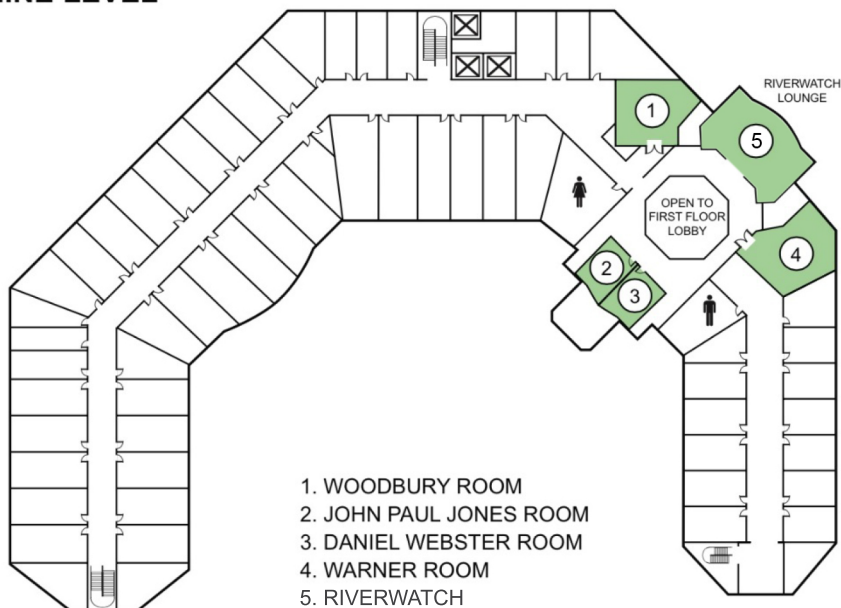 LEVEL
RIVERWATCH
LOUNGE
1
5
OPEN TO
FIRST FLOOR
LOBBY
4
2
3
1. WOODBURY ROOM
2. JOHN PAUL JONES ROOM
3. DANIEL WEBSTER ROOM
4. WARNER ROOM
5. RIVERWATCH